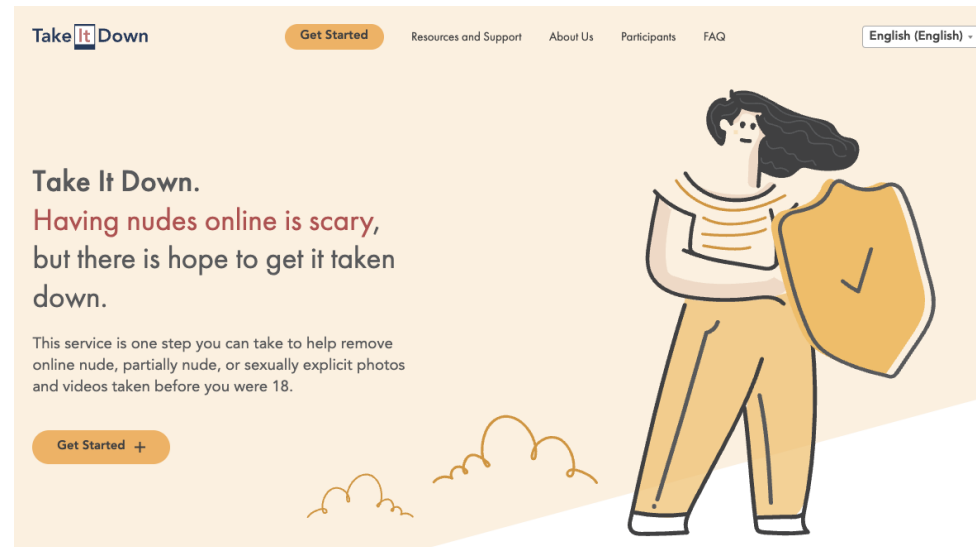 Take It Down
Get Started
Resources and Support
About Us
Participants
FAQ
English (English)
Take It Down.
Having nudes online is scary,
but there is hope to get it taken
down.
This service is one step you can take to help remove
online nude, partially nude, or sexually explicit photos
and videos taken before you were 18.
Get Started +